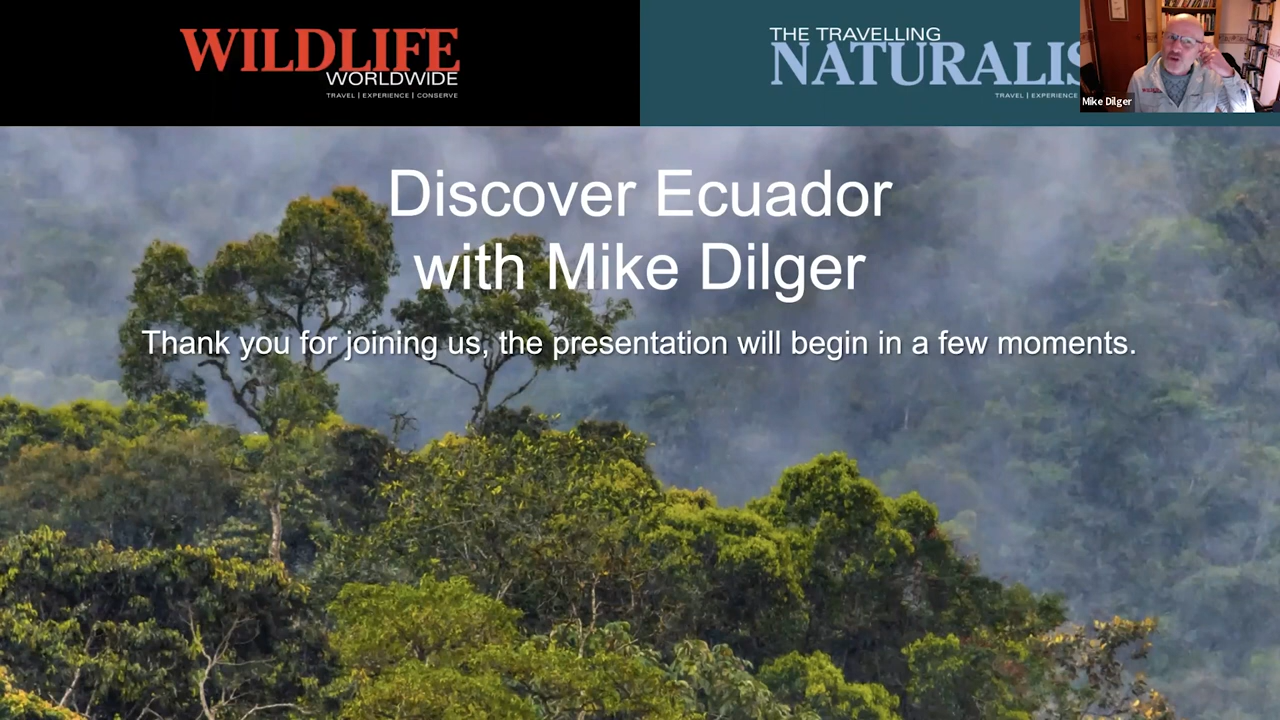 WILDLIFE
WORLDWIDE
TRAVEL | EXPERIENCE | CONSERVE
THE TRAVELLING
NATURALIS
TRAVEL | EXPERIENCE
Mike Dilger
Discover Ecuador
with Mike Dilger
Thank you for joining us, the presentation will begin in a few moments.